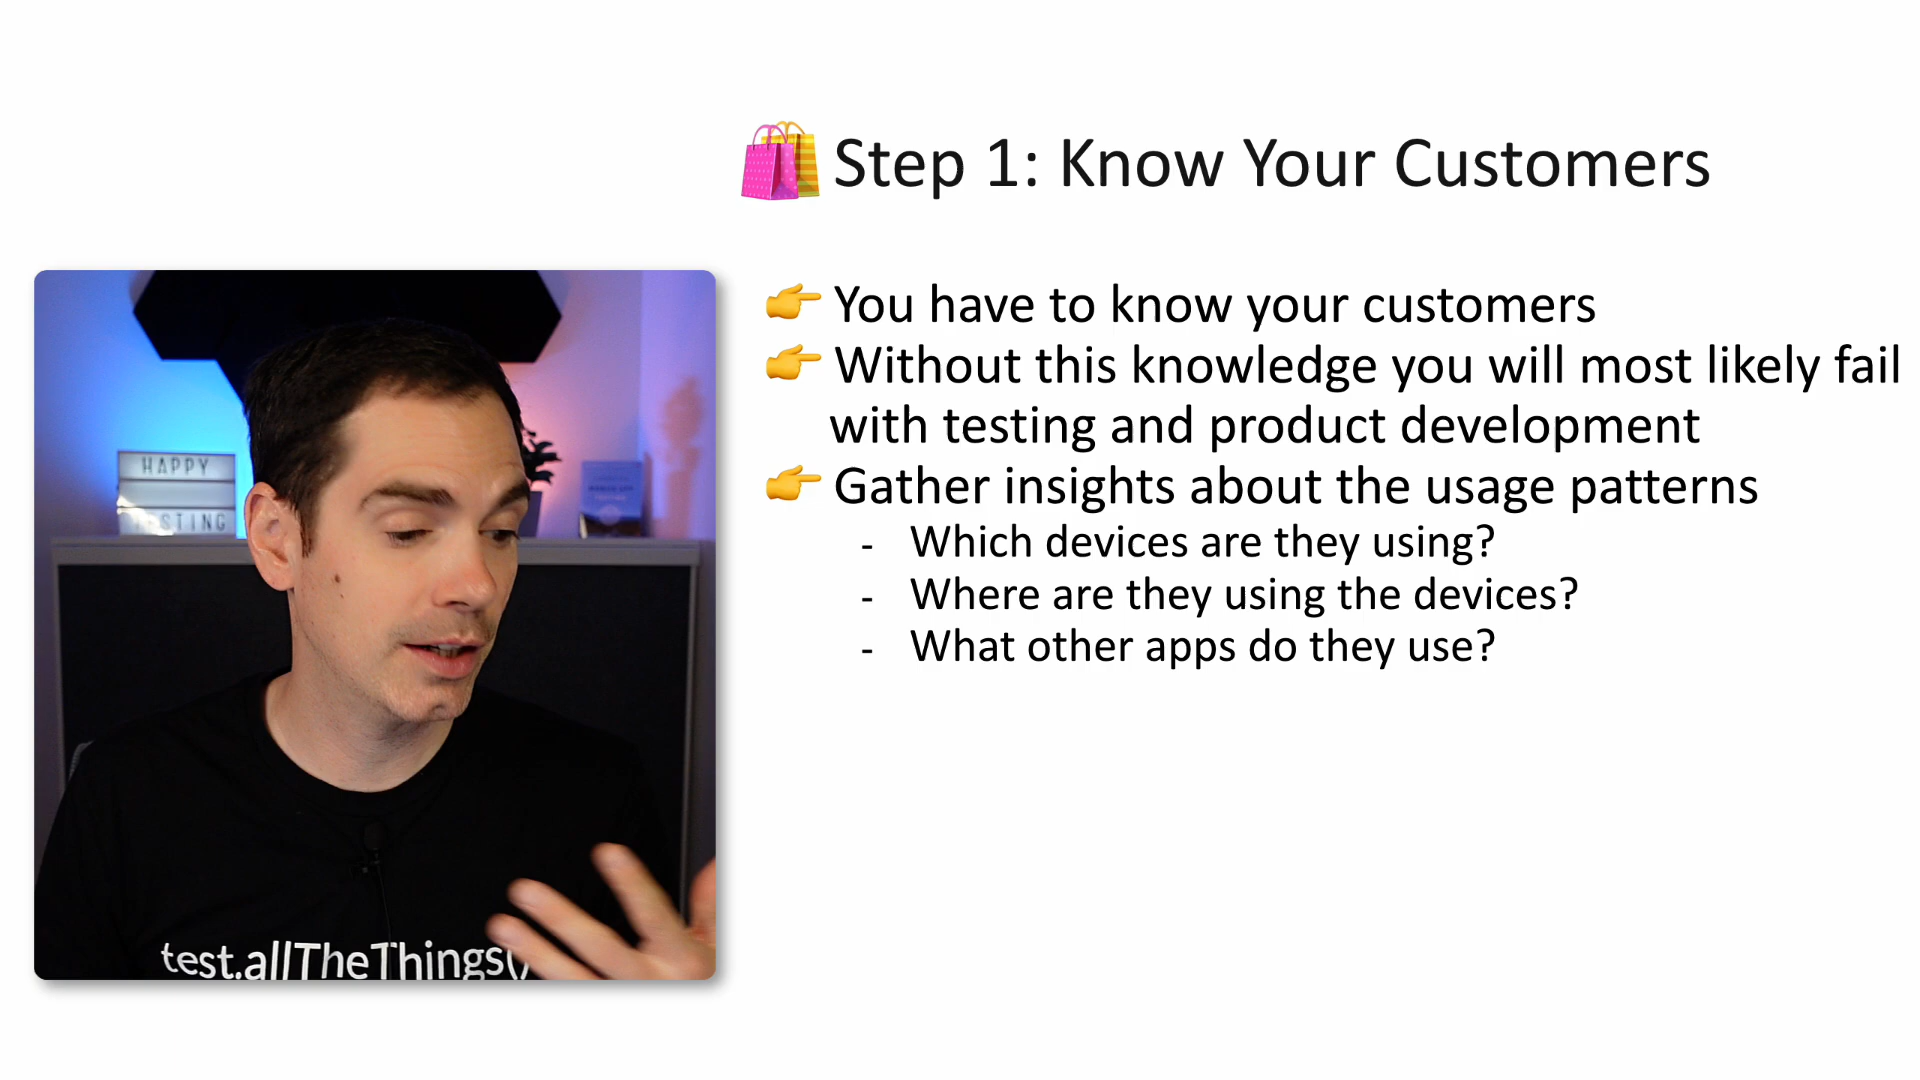 Step 1: Know Your Customers
You have to know your customers
Without this knowledge you will most likely fail
with testing and product development
Gather insights about the usage patterns
- Which devices are they using?
- Where are they using the devices?
- What other apps do they use?
HAPPY
TESTING
test.allTheThings()